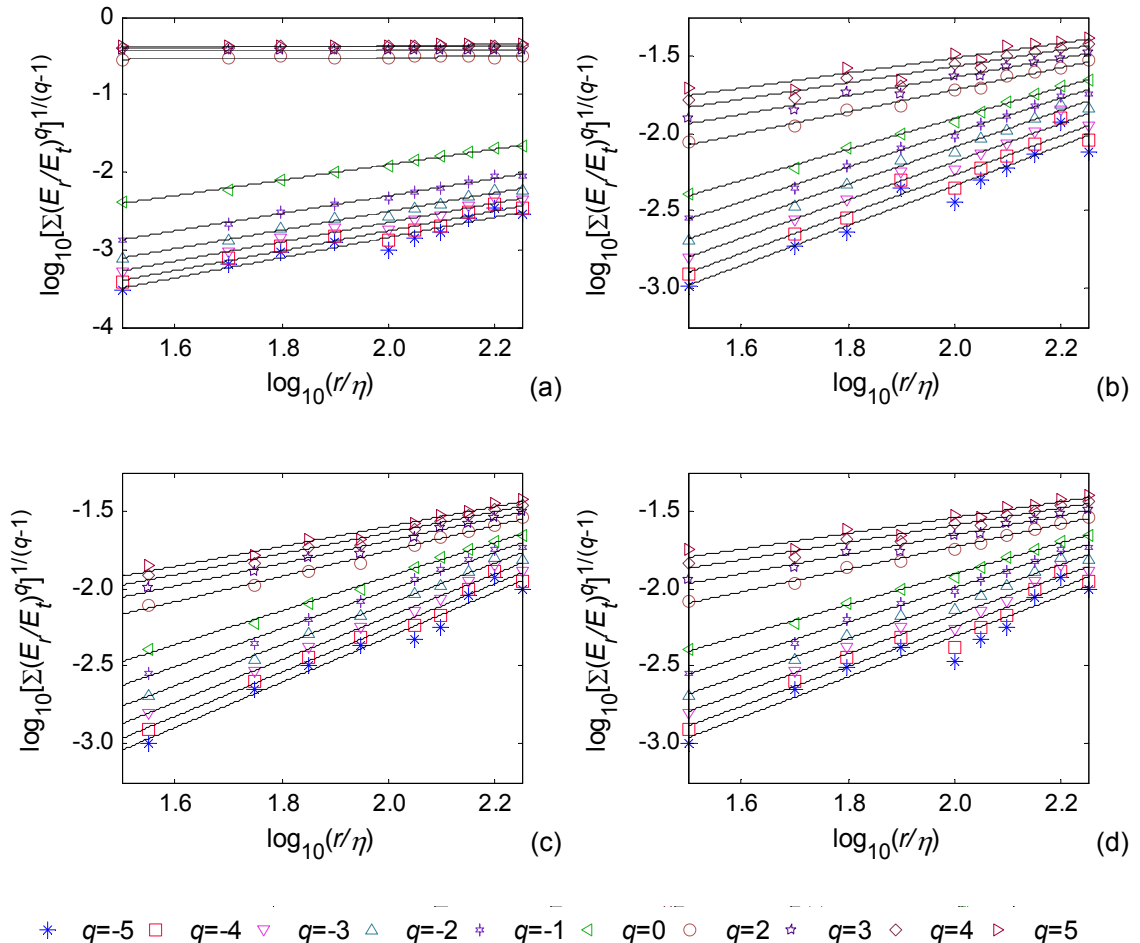 log10[Σ(Er/Et)q]1/(q-1)
0
-1
-2
-3
-4
1.6 1.8 2.0 2.2
log10(r/η) (a)
log10[Σ(Er/Et)q]1/(q-1)
-1.5
-2.0
-2.5
-3.0
1.6 1.8 2.0 2.2
log10(r/η) (b)
log10[Σ(Er/Et)q]1/(q-1)
-1.5
-2.0
-2.5
-3.0
1.6 1.8 2.0 2.2
log10(r/η) (c)
log10[Σ(Er/Et)q]1/(q-1)
-1.5
-2.0
-2.5
-3.0
1.6 1.8 2.0 2.2
log10(r/η) (d)
q=-5 q=-4 q=-3 q=-2 q=-1 q=0 q=2 q=3 q=4 q=5